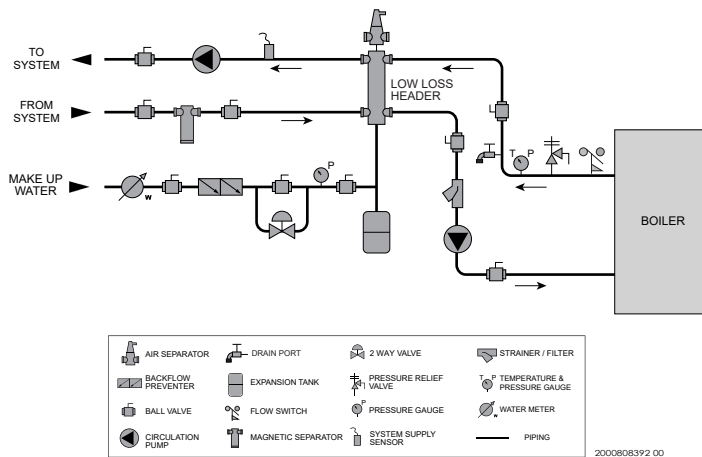 TO
SYSTEM
LOW LOSS
HEADER
FROM
SYSTEM
T P
P
MAKE UP
WATER
W
BOILER
AIR SEPARATOR
DRAIN PORT
2 WAY VALVE
STRAINER / FILTER
BACKFLOW
PREVENTER
EXPANSION TANK
PRESSURE RELIEF
VALVE
T P
TEMPERATURE &
PRESSURE GAUGE
BALL VALVE
FLOW SWITCH
P
PRESSURE GAUGE
W
WATER METER
CIRCULATION
PUMP
MAGNETIC SEPARATOR
SYSTEM SUPPLY
SENSOR
PIPING
2000808392 00